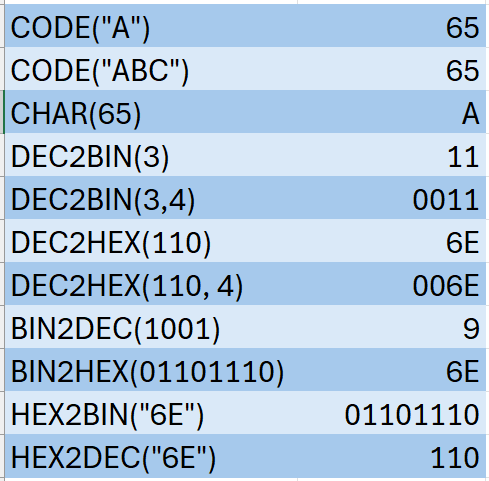 CODE("A") 65
CODE("ABC") 65
CHAR(65) A
DEC2BIN(3) 11
DEC2BIN(3,4) 0011
DEC2HEX(110) 6E
DEC2HEX(110, 4) 006E
BIN2DEC(1001) 9
BIN2HEX(01101110) 6E
HEX2BIN("6E") 01101110
HEX2DEC("6E") 110